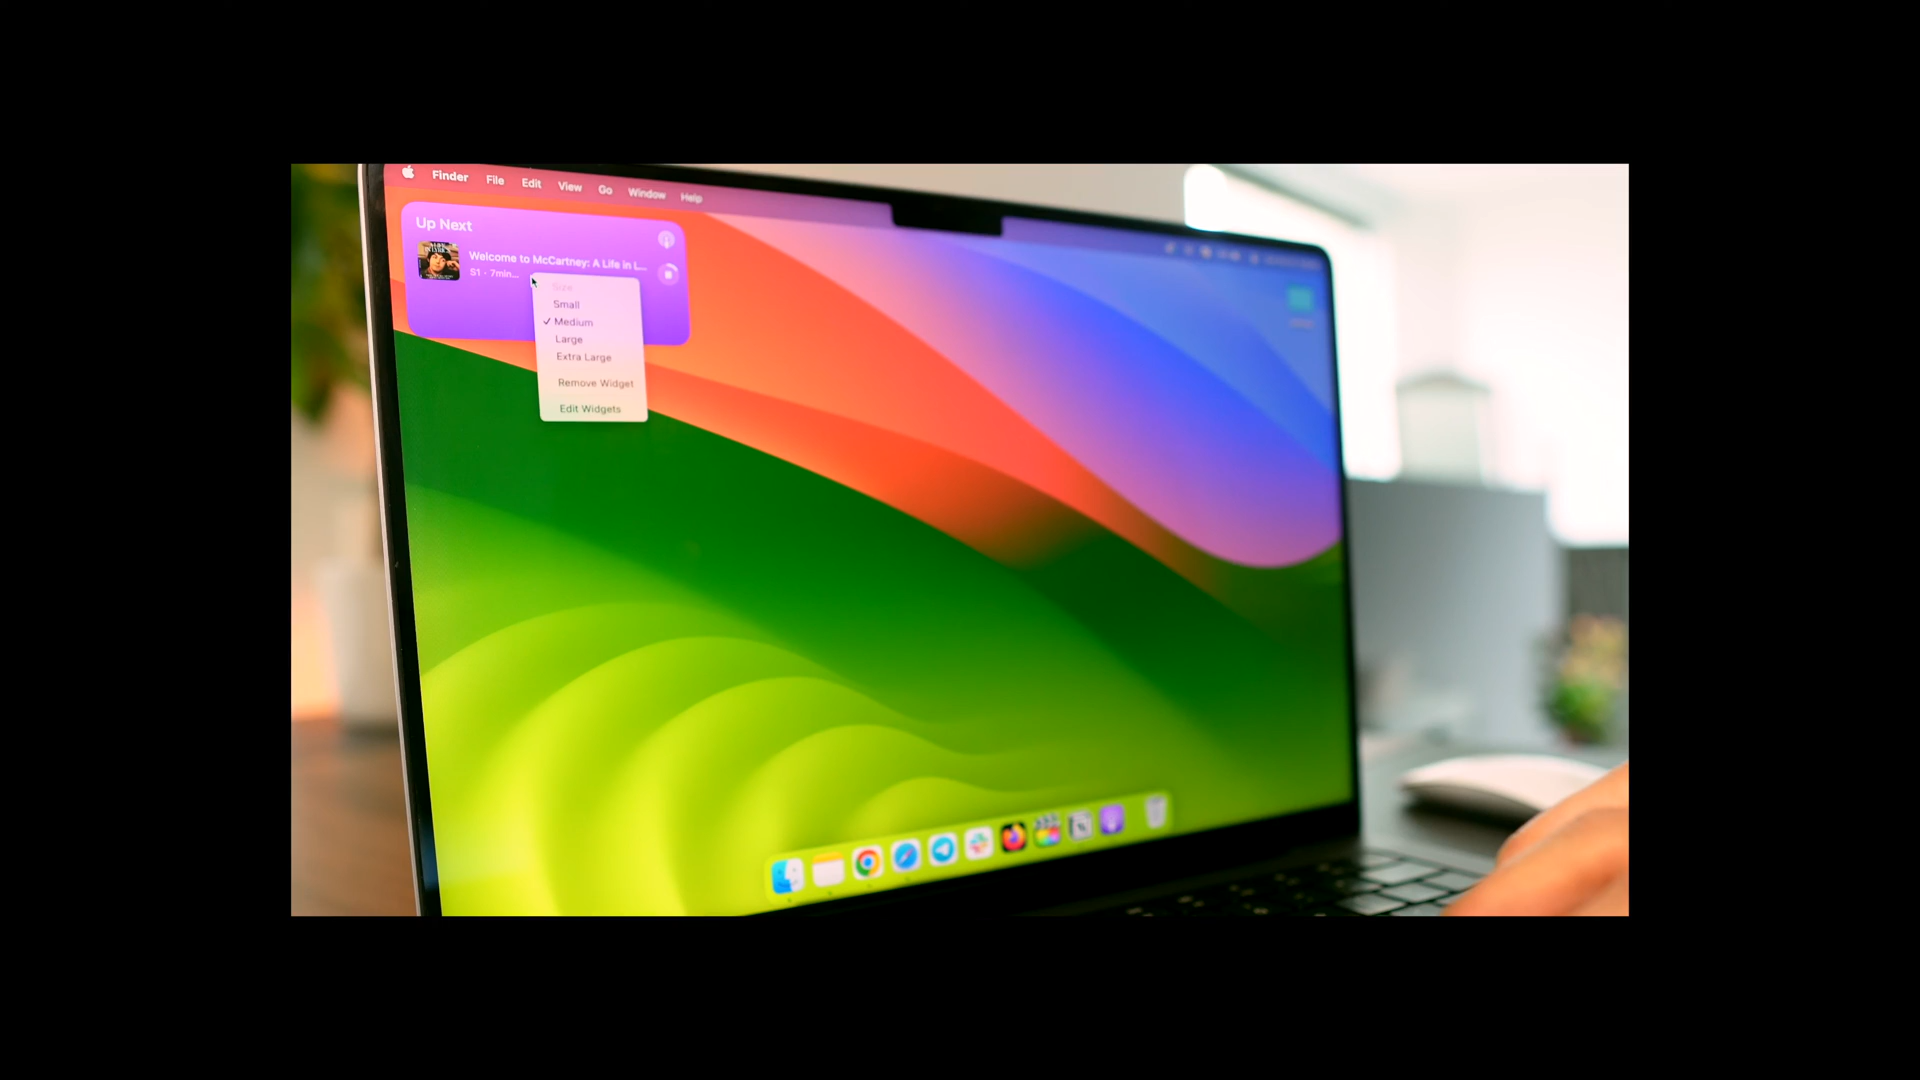 Finder File Edit View Go Window Help
Up Next
Welcome to McCartney: A Life in L...
S1 · 7min...
Size
Small
✓ Medium
Large
Extra Large
Remove Widget
Edit Widgets